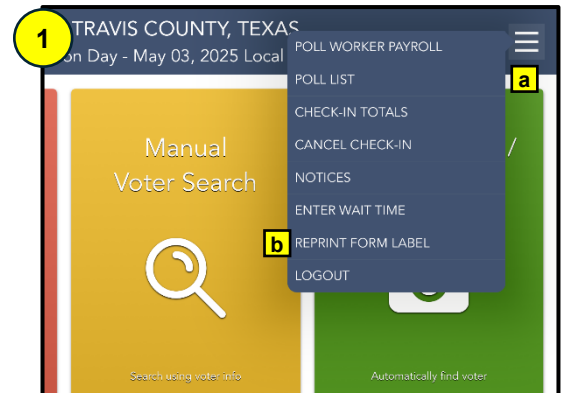 1
TRAVIS COUNTY, TEXAS
on Day - May 03, 2025 Local
a
POLL WORKER PAYROLL
POLL LIST
CHECK-IN TOTALS
CANCEL CHECK-IN
NOTICES
ENTER WAIT TIME
b
REPRINT FORM LABEL
LOGOUT
Manual
Voter Search
Search using voter info
/
Automatically find voter